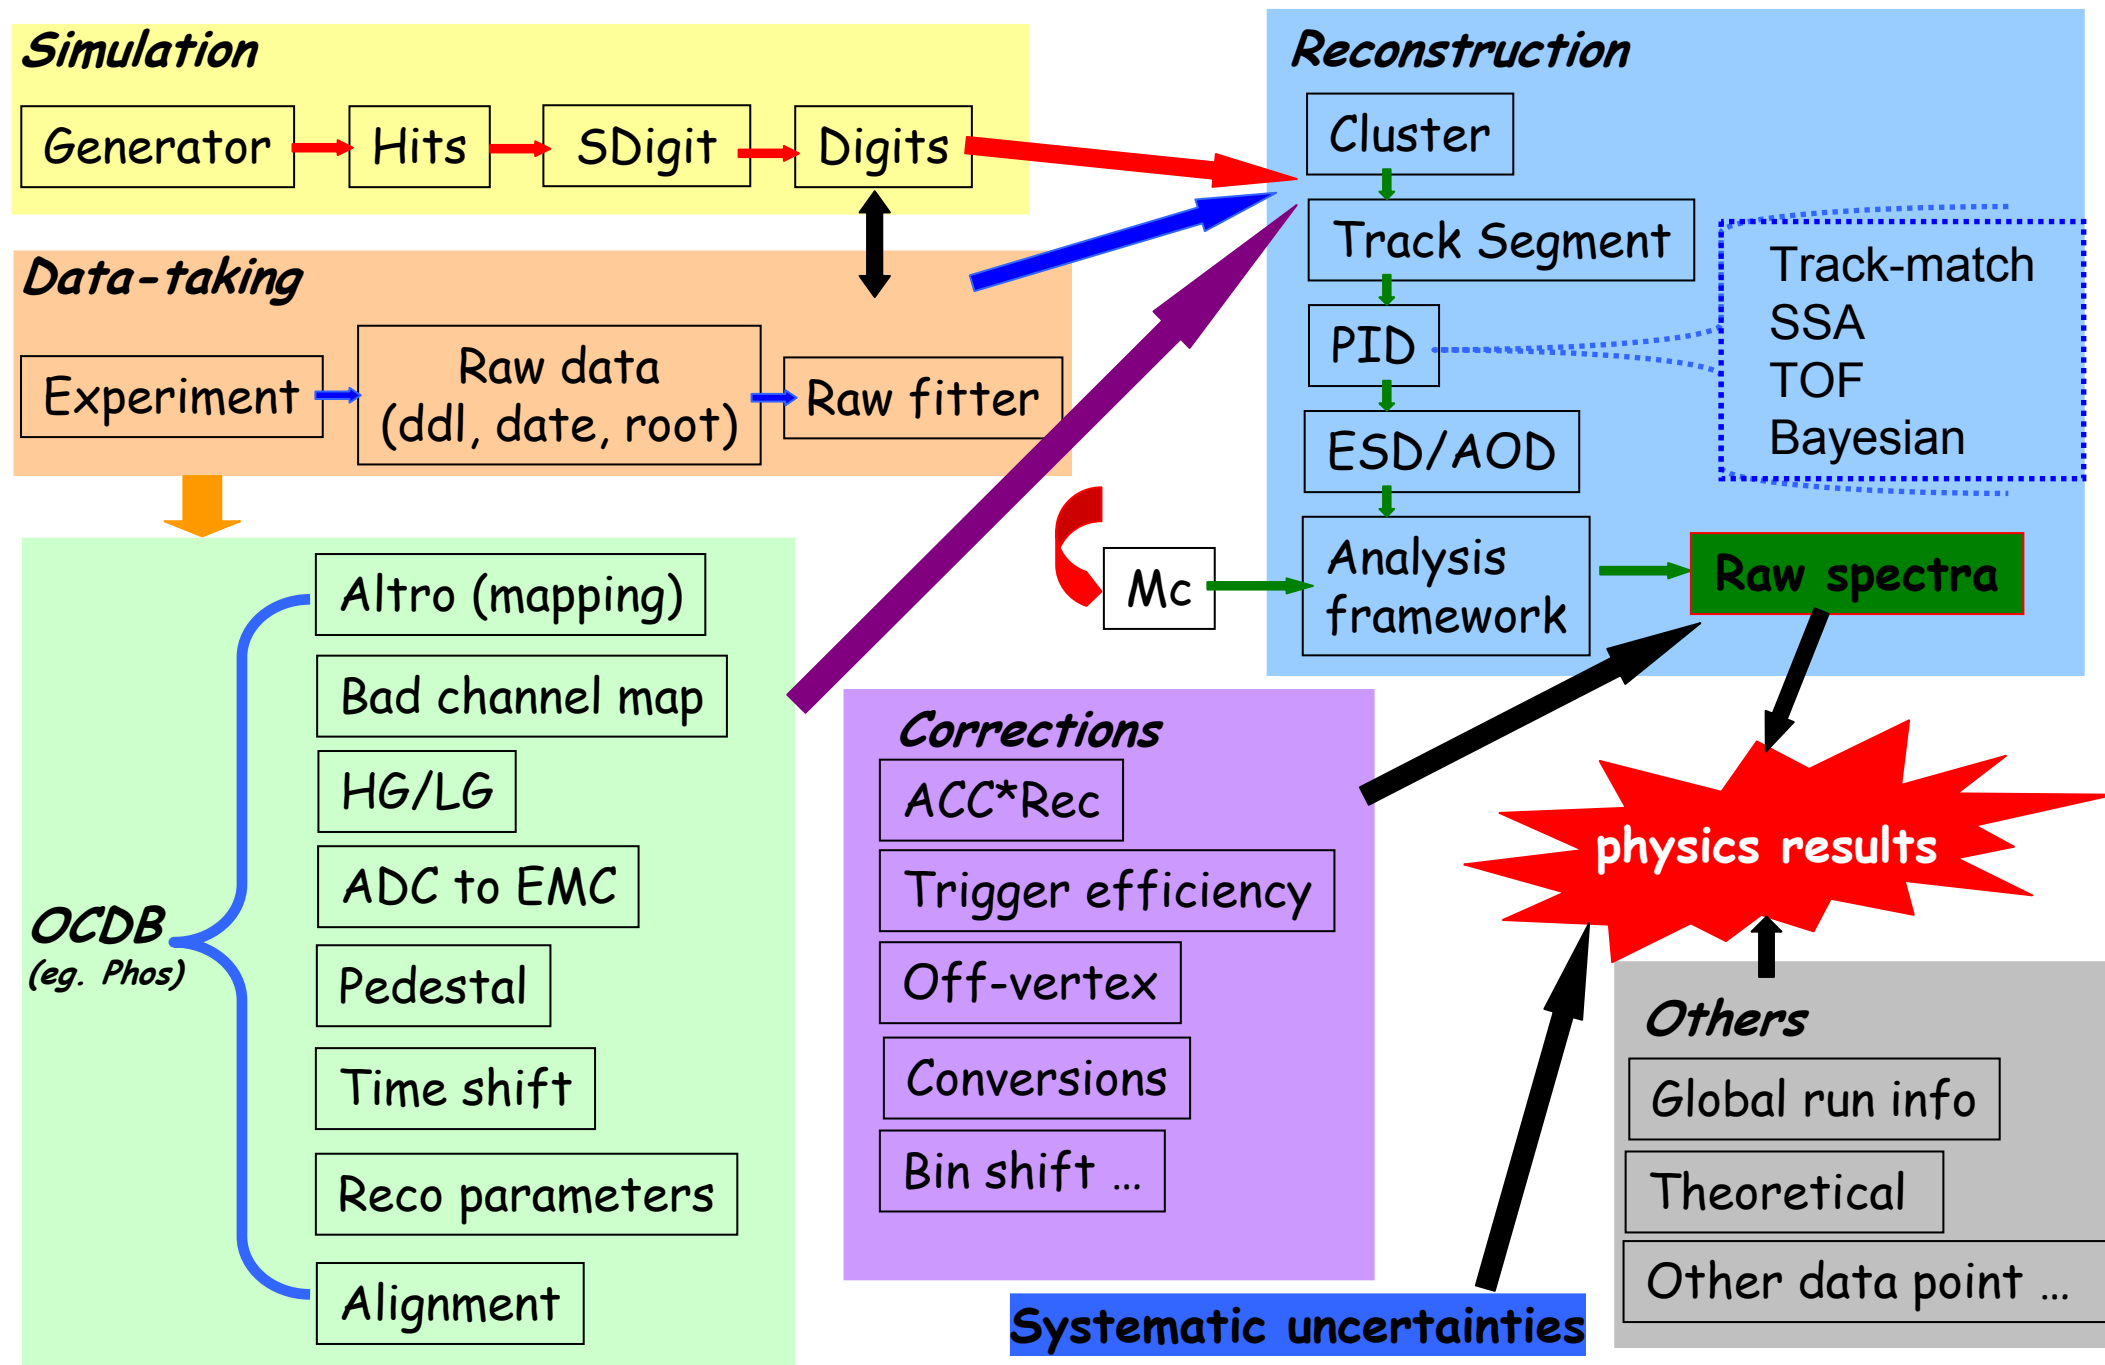 Simulation
Generator
Hits
SDigit
Digits
Data-taking
Experiment
Raw data
(ddl, date, root)
Raw fitter
OCDB
(eg. Phos)
Altro (mapping)
Bad channel map
HG/LG
ADC to EMC
Pedestal
Time shift
Reco parameters
Alignment
Reconstruction
Cluster
Track Segment
PID
ESD/AOD
Analysis
framework
Track-match
SSA
TOF
Bayesian
Mc
Raw spectra
Corrections
ACC*Rec
Trigger efficiency
Off-vertex
Conversions
Bin shift ...
physics results
Systematic uncertainties
Others
Global run info
Theoretical
Other data point ...